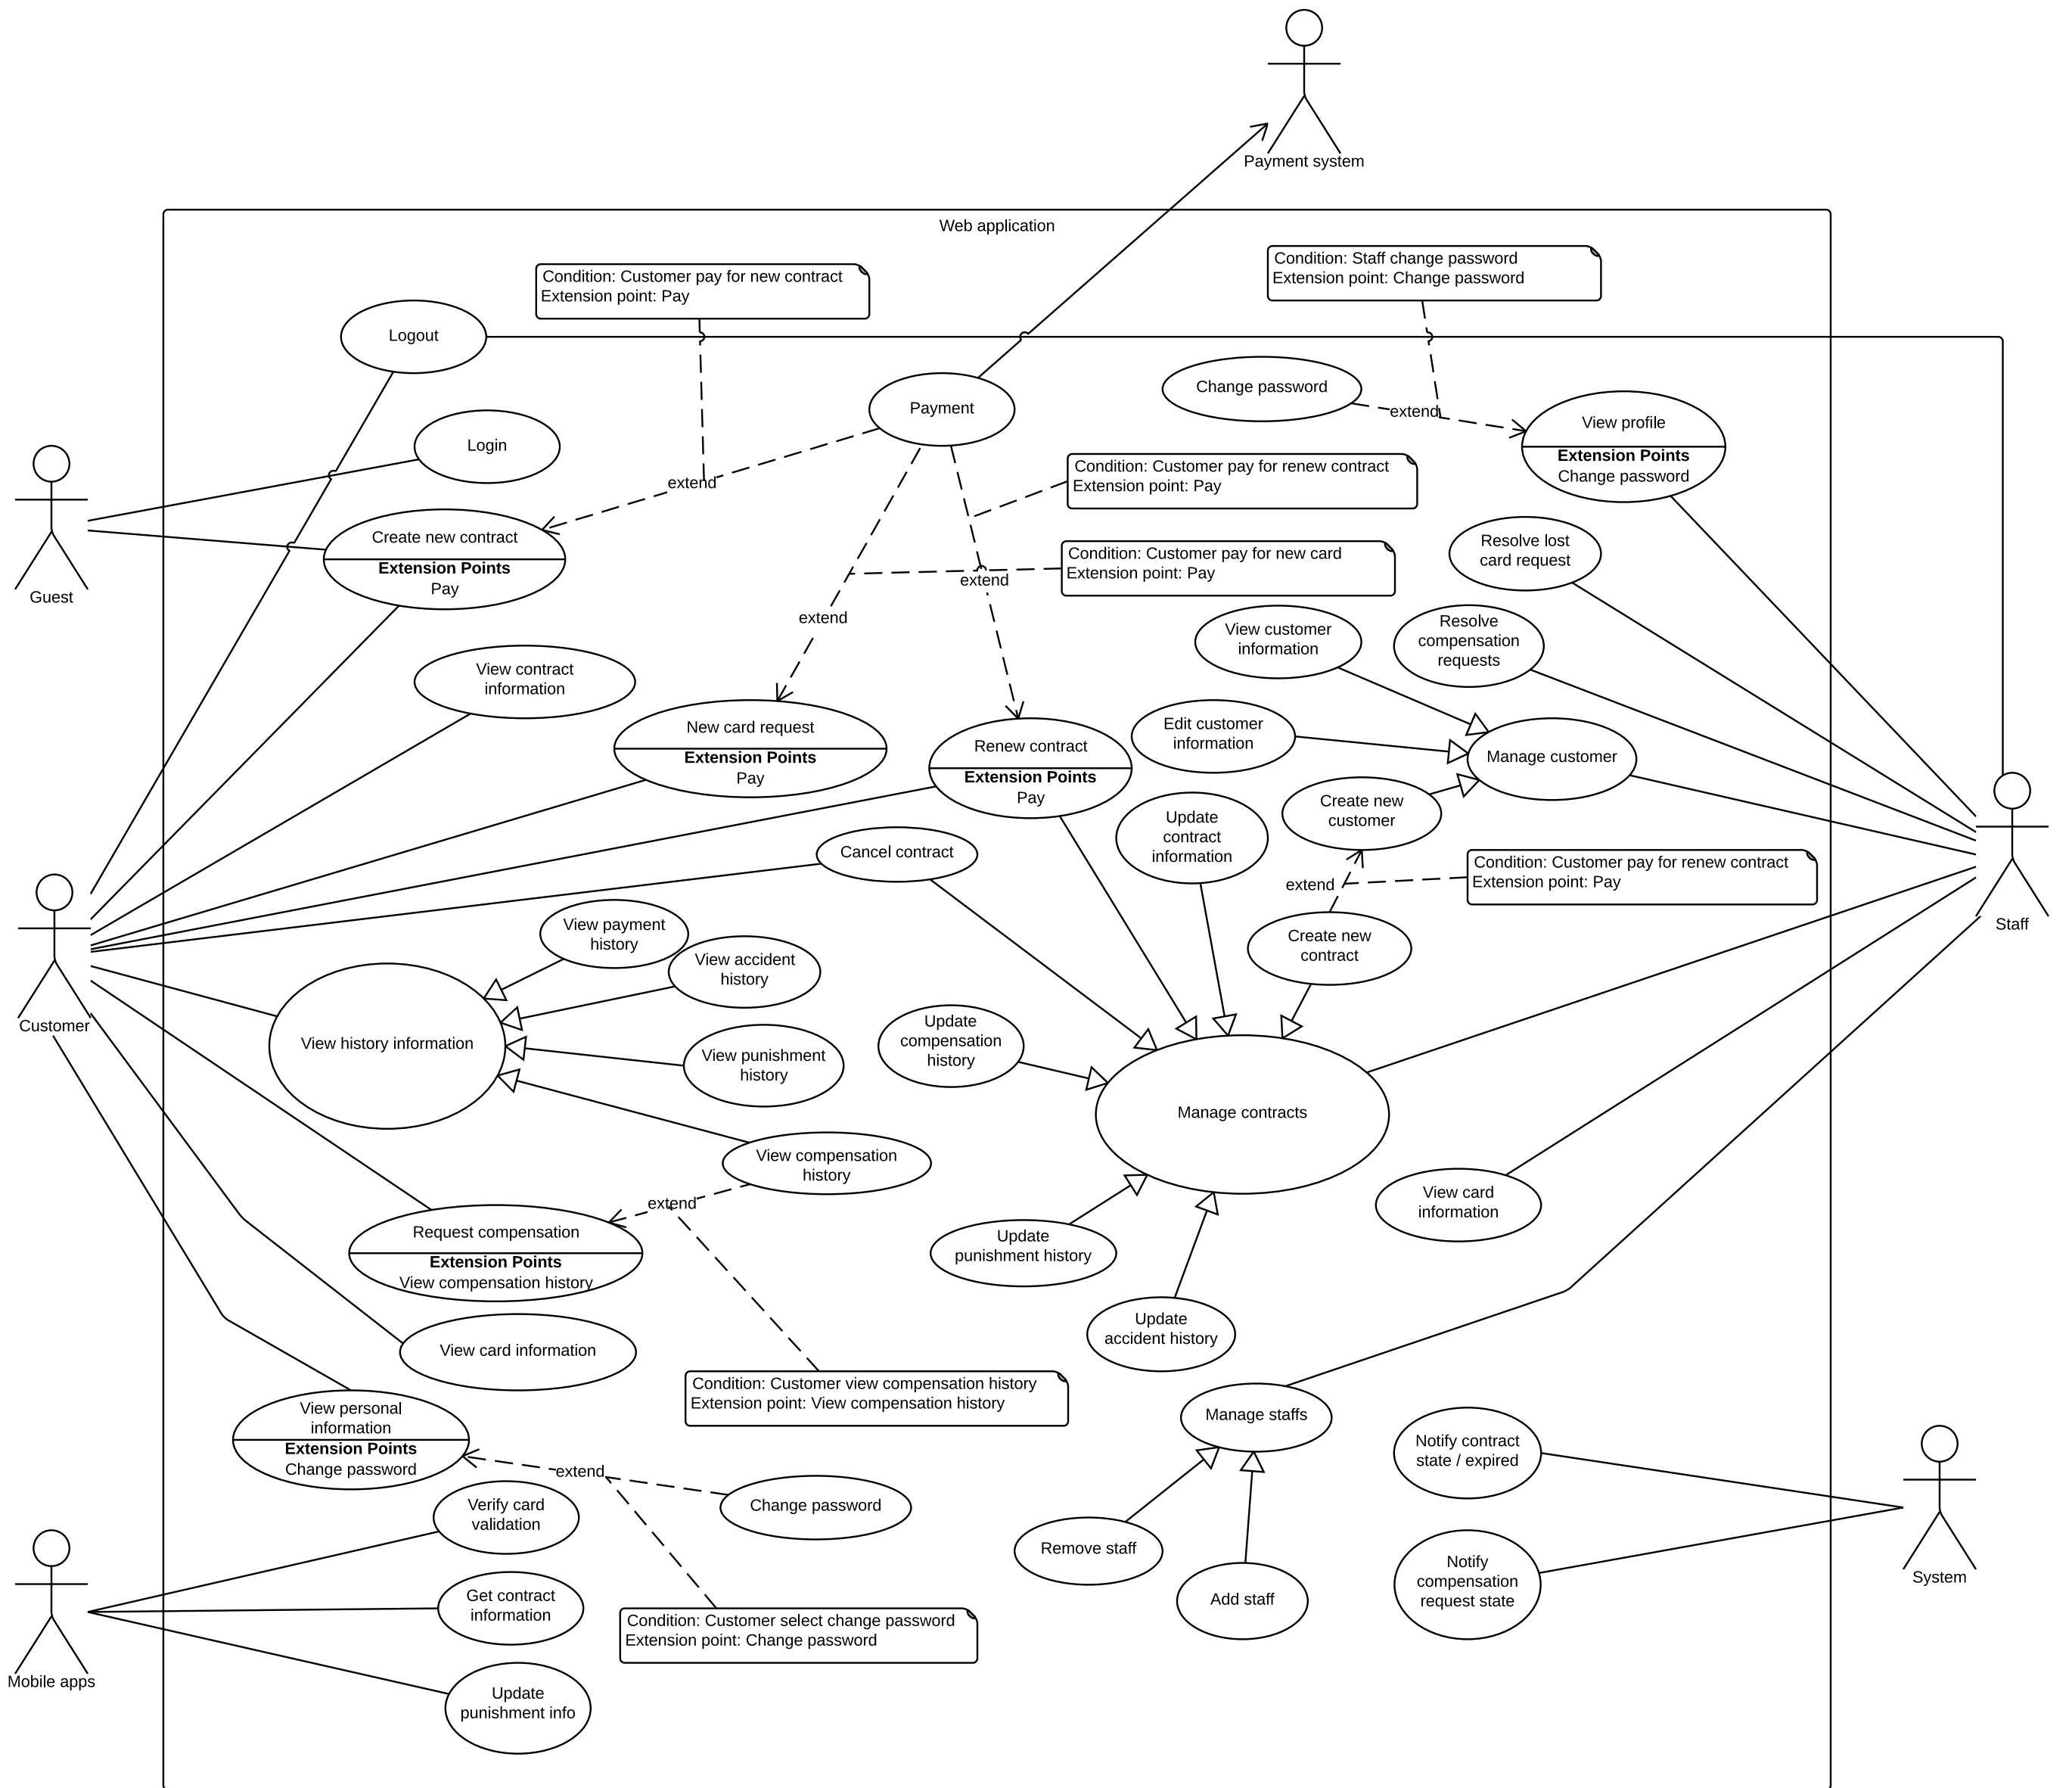 Payment system
Web application
Condition: Customer pay for new contract
Extension point: Pay
Condition: Staff change password
Extension point: Change password
Logout
Payment
Change password
extend
View profile
Extension Points
Change password
Login
Guest
extend
Condition: Customer pay for renew contract
Extension point: Pay
Create new contract
Extension Points
Pay
Condition: Customer pay for new card
Extension point: Pay
extend
extend
Resolve lost
card request
View customer
information
Resolve
compensation
requests
View contract
information
New card request
Extension Points
Pay
Renew contract
Extension Points
Pay
Edit customer
information
Manage customer
Create new
customer
Update
contract
information
Cancel contract
extend
Condition: Customer pay for renew contract
Extension point: Pay
Staff
View payment
history
View accident
history
Create new
contract
Customer
View history information
View punishment
history
Update
compensation
history
Manage contracts
View compensation
history
extend
Request compensation
Extension Points
View compensation history
View card
information
Update
punishment history
Update
accident history
View card information
Condition: Customer view compensation history
Extension point: View compensation history
View personal
information
Extension Points
Change password
extend
Change password
Manage staffs
Notify contract
state / expired
Verify card
validation
Remove staff
Add staff
Notify
compensation
request state
System
Get contract
information
Condition: Customer select change password
Extension point: Change password
Mobile apps
Update
punishment info